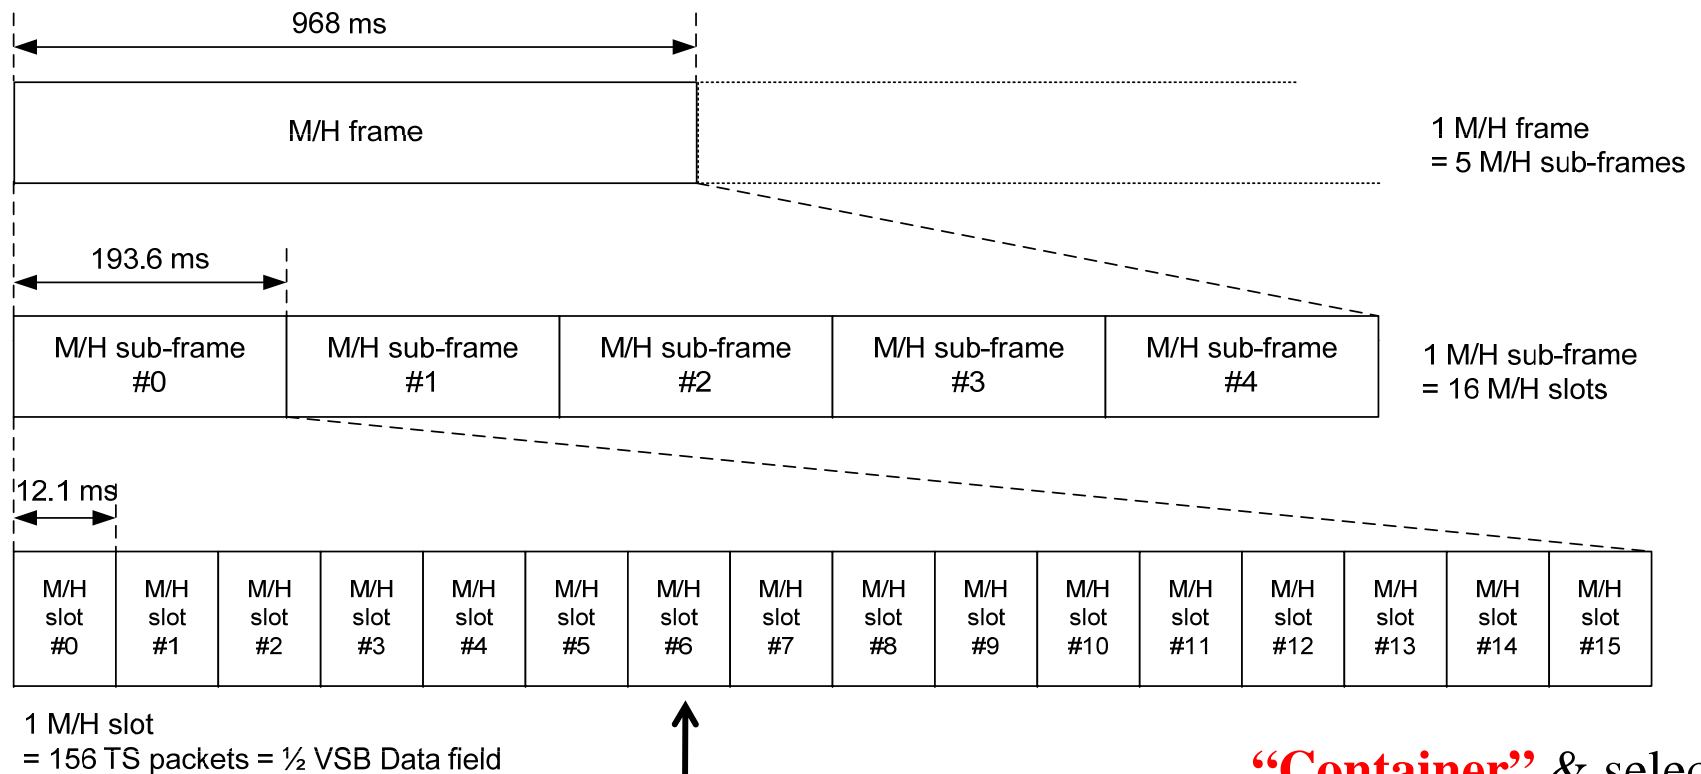 968 ms
M/H frame
1 M/H frame
= 5 M/H sub-frames
193.6 ms
M/H sub-frame
#0
M/H sub-frame
#1
M/H sub-frame
#2
M/H sub-frame
#3
M/H sub-frame
#4
1 M/H sub-frame
= 16 M/H slots
12.1 ms
M/H
slot
#0
M/H
slot
#1
M/H
slot
#2
M/H
slot
#3
M/H
slot
#4
M/H
slot
#5
M/H
slot
#6
M/H
slot
#7
M/H
slot
#8
M/H
slot
#9
M/H
slot
#10
M/H
slot
#11
M/H
slot
#12
M/H
slot
#13
M/H
slot
#14
M/H
slot
#15
1 M/H slot
= 156 TS packets = ½ VSB Data field
“Container” &